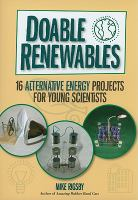 DOABLE
RENEWABLES
16 ALTERNATIVE ENERGY PROJECTS
FOR YOUNG SCIENTISTS
MIKE RIGSBY
Author of Amazing Rubber Band Cars